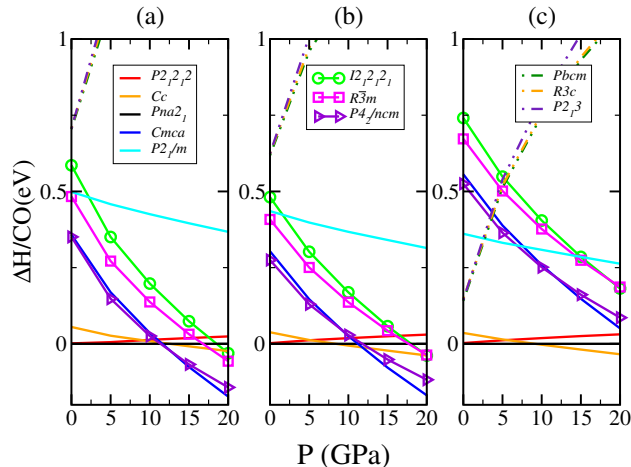 (a) (b) (c)
1
0.5
0
ΔH/CO(eV)
P2₁2₁2
Cc
Pna2₁
Cmca
P2₁/m
1
0.5
0
I2₁2₁2₁
R3̅m
P4₂/ncm
1
0.5
0
Pbcm
R3c
P2₁3
0 5 10 15 20 0 5 10 15 20 0 5 10 15 20
P (GPa)